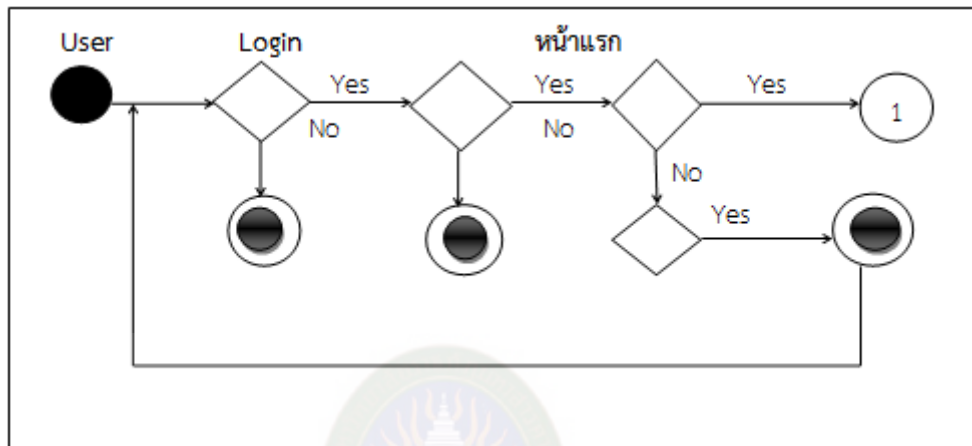 User Login หน้าแรก
Yes Yes Yes
1
No No
No
Yes